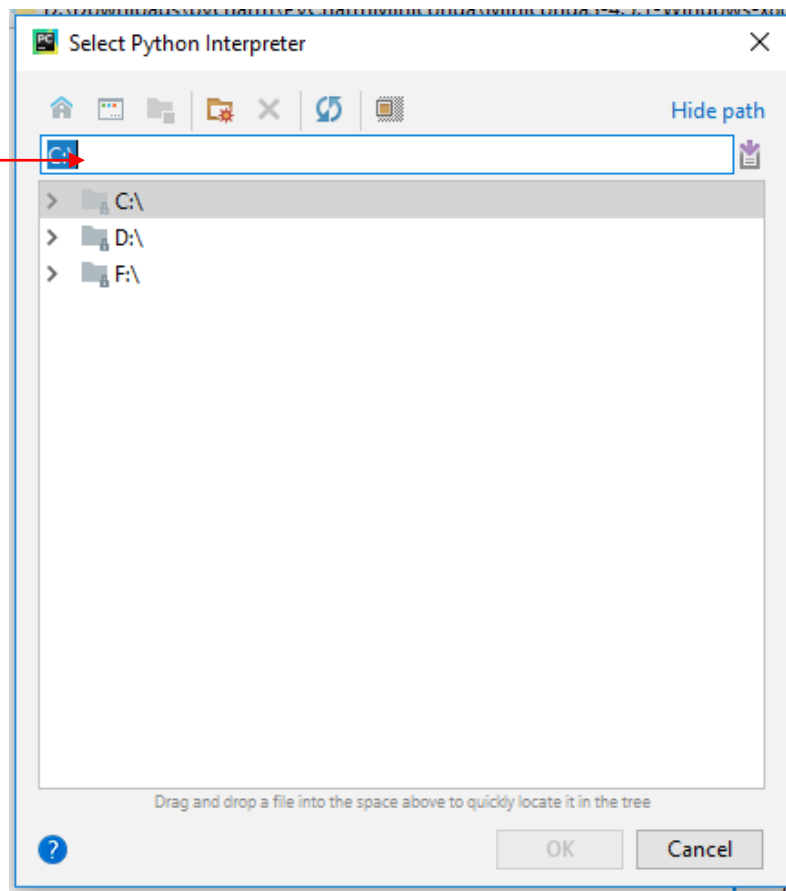 PC
Select Python Interpreter
Hide path
C:\
C:\
D:\
F:\
Drag and drop a file into the space above to quickly locate it in the tree
?
OK
Cancel